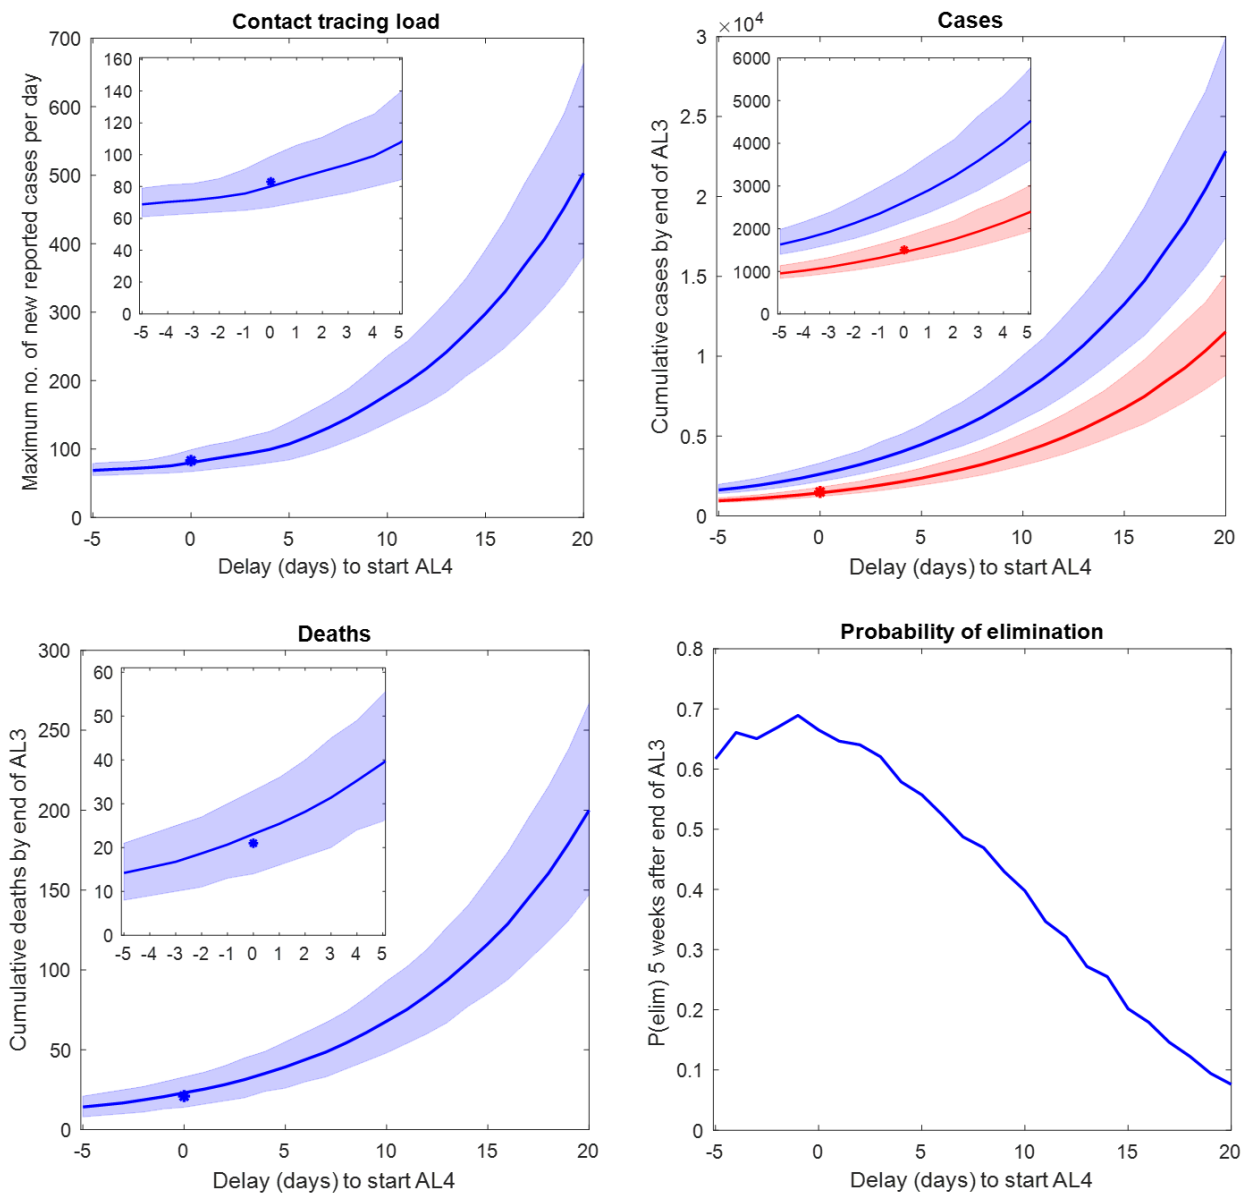 Contact tracing load
Maximum no. of new reported cases per day
700
600
500
400
300
200
100
0
160
140
120
100
80
60
40
20
0
-5 -4 -3 -2 -1 0 1 2 3 4 5
-5 0 5 10 15 20
Delay (days) to start AL4
Cases
×10⁴
Cumulative cases by end of AL3
3
2.5
2
1.5
1
0.5
0
6000
5000
4000
3000
2000
1000
0
-5 -4 -3 -2 -1 0 1 2 3 4 5
-5 0 5 10 15 20
Delay (days) to start AL4
Deaths
Cumulative deaths by end of AL3
300
250
200
150
100
50
0
60
50
40
30
20
10
0
-5 -4 -3 -2 -1 0 1 2 3 4 5
-5 0 5 10 15 20
Delay (days) to start AL4
Probability of elimination
P(elim) 5 weeks after end of AL3
0.8
0.7
0.6
0.5
0.4
0.3
0.2
0.1
0
-5 0 5 10 15 20
Delay (days) to start AL4